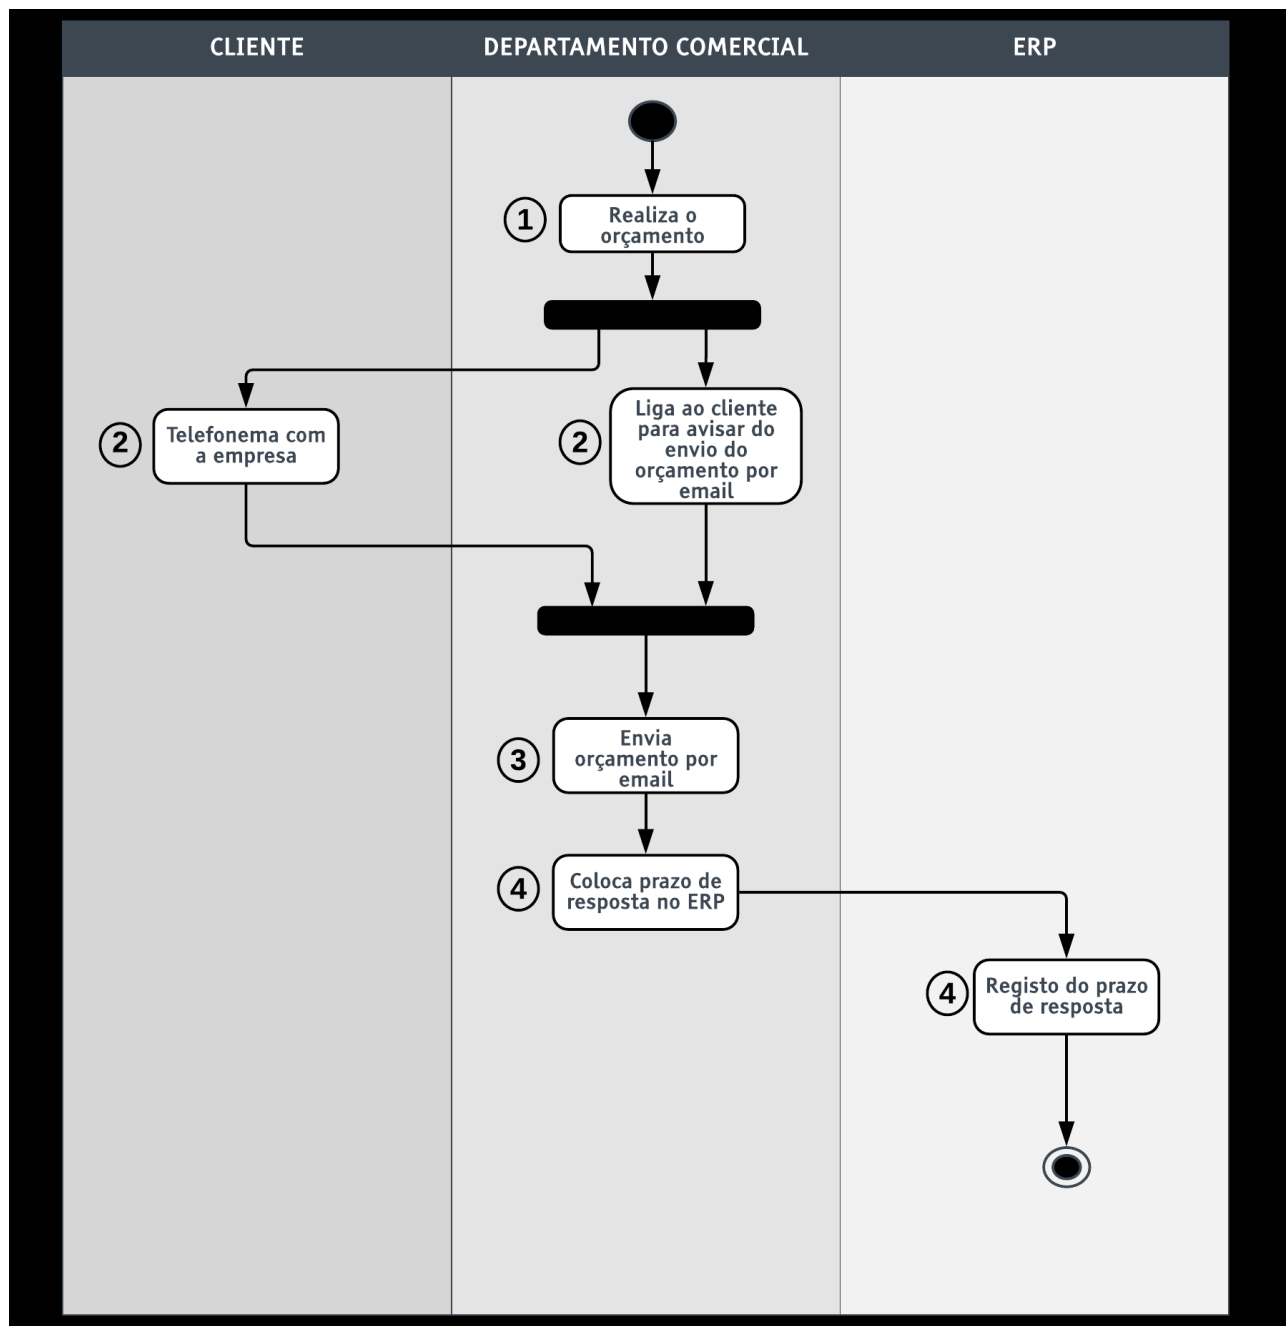 CLIENTE
DEPARTAMENTO COMERCIAL
ERP
1
Realiza o
orçamento
2
Telefonema com
a empresa
2
Liga ao cliente
para avisar do
envio do
orçamento por
email
3
Envia
orçamento por
email
4
Coloca prazo de
resposta no ERP
4
Registo do prazo
de resposta